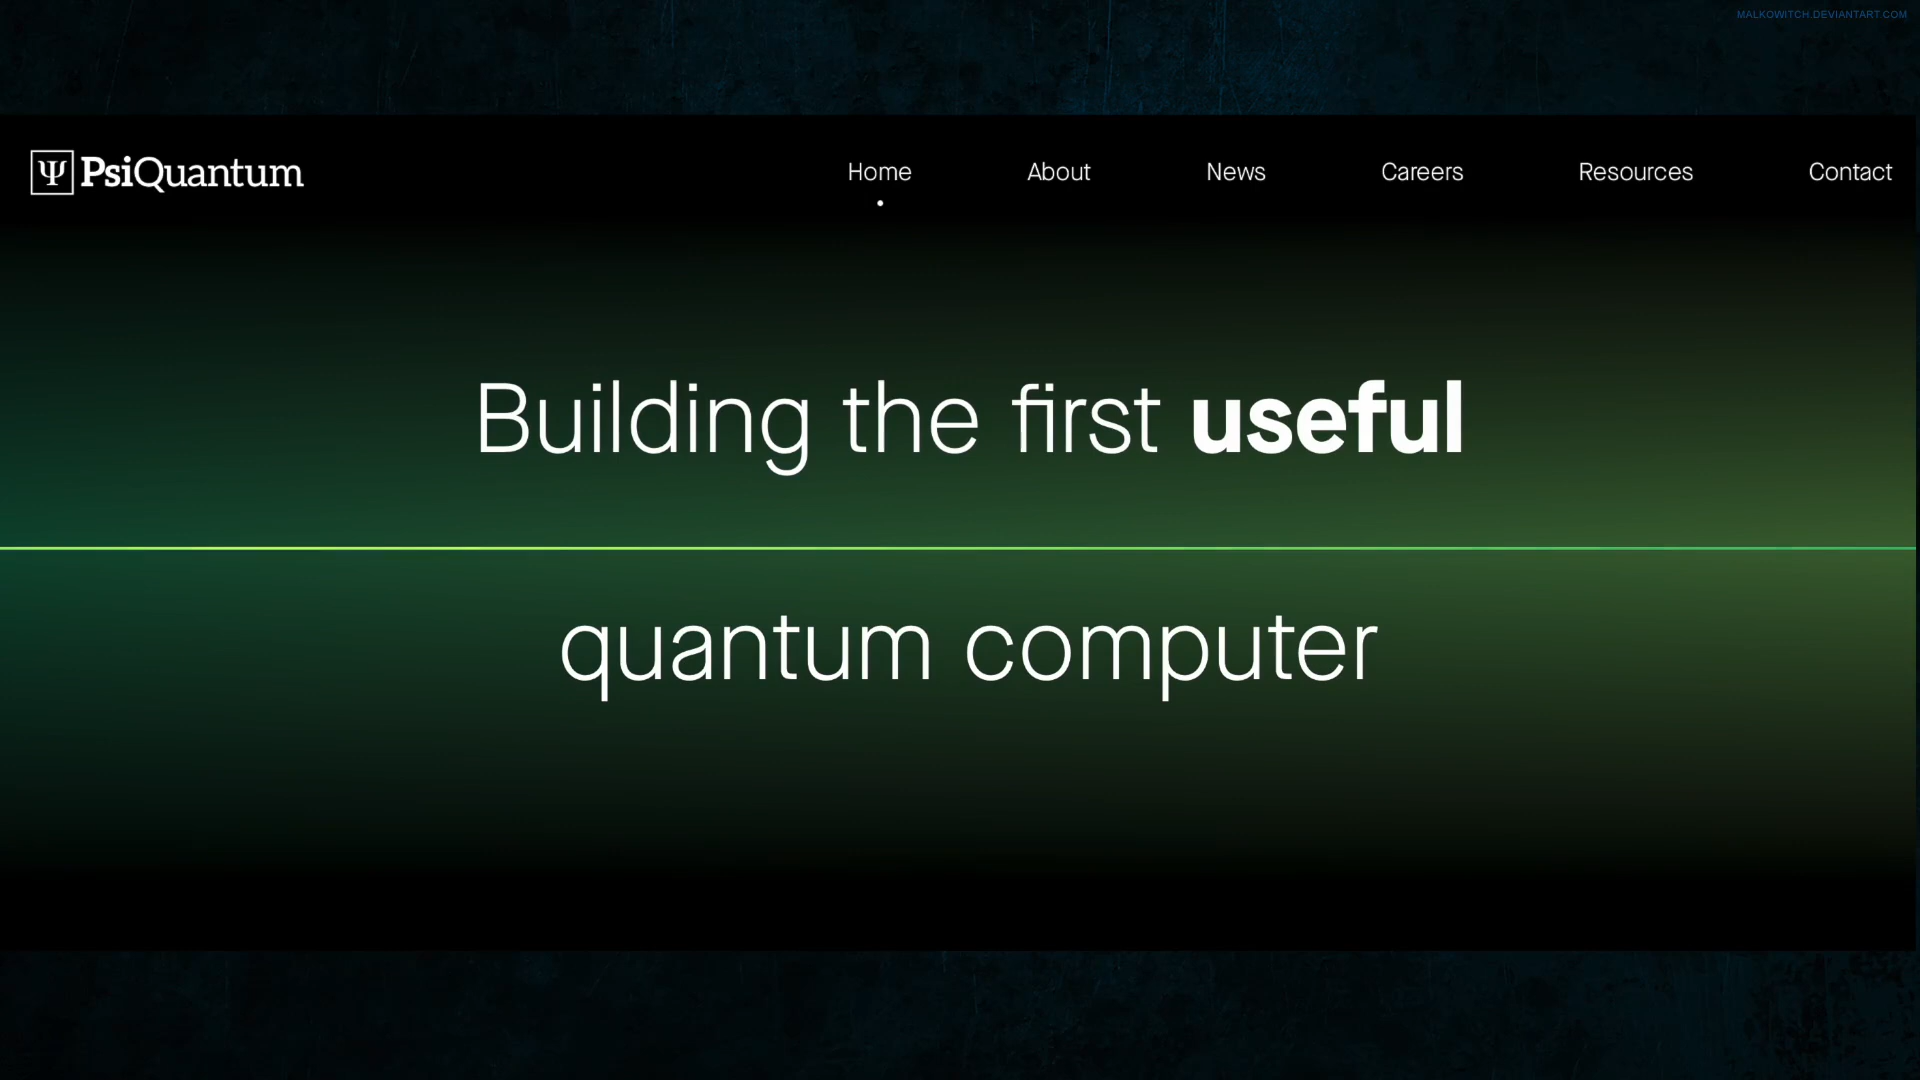 MALKOWITCH.DEVIANTART.COM
Ψ PsiQuantum
Home About News Careers Resources Contact
Building the first useful
quantum computer